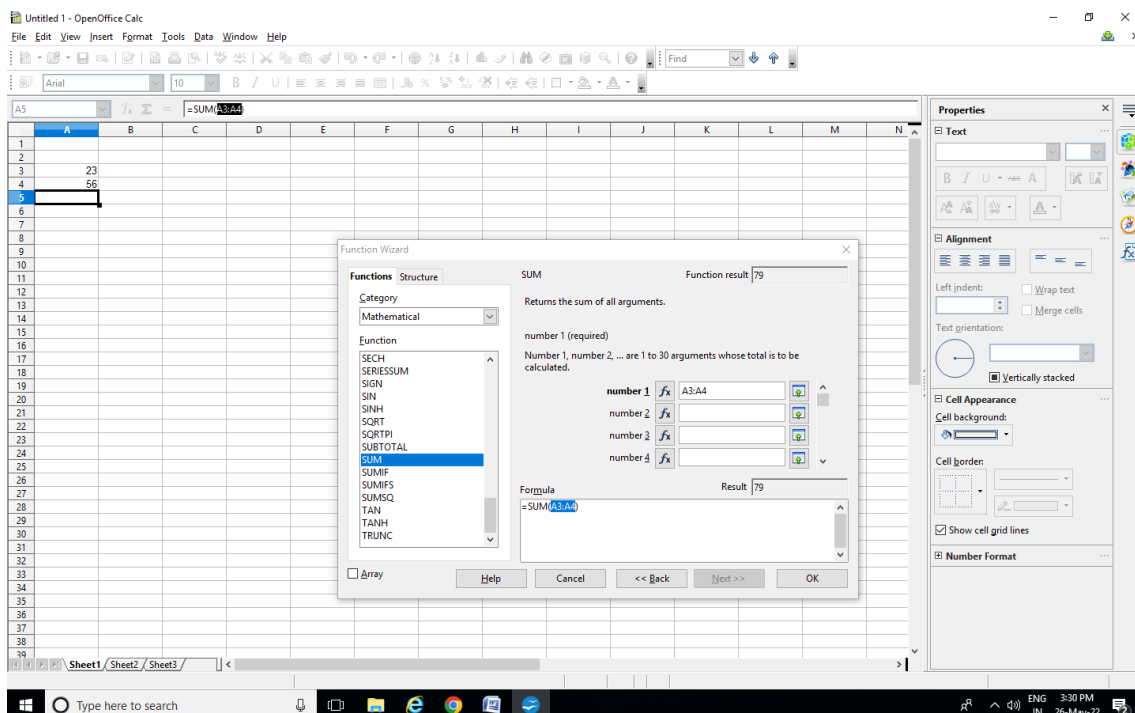 Untitled 1 - OpenOffice Calc
File Edit View Insert Format Tools Data Window Help
Find
Arial 10
A5 =SUM(A3:A4)
A B C D E F G H I J K L M N
1
2
3 23
4 56
5
6
7
8
9
10
11
12
13
14
15
16
17
18
19
20
21
22
23
24
25
26
27
28
29
30
31
32
33
34
35
36
37
38
39
Function Wizard
Functions Structure
Category
Mathematical
Function
SECH
SERIESSUM
SIGN
SIN
SINH
SQRT
SQRTPI
SUBTOTAL
SUM
SUMIF
SUMIFS
SUMSQ
TAN
TANH
TRUNC
Array
SUM Function result 79
Returns the sum of all arguments.
number 1 (required)
Number 1, number 2, ... are 1 to 30 arguments whose total is to be
calculated.
number 1 fx A3:A4
number 2 fx
number 3 fx
number 4 fx
Formula Result 79
=SUM(A3:A4)
Help Cancel << Back Next >> OK
Properties
Text
B I U ABC A
Alignment
Left indent: Wrap text
Merge cells
Text orientation:
Vertically stacked
Cell Appearance
Cell background:
Cell border:
Show cell grid lines
Number Format
Sheet1 Sheet2 Sheet3
Type here to search
ENG 3:30 PM
IN 26-May-22